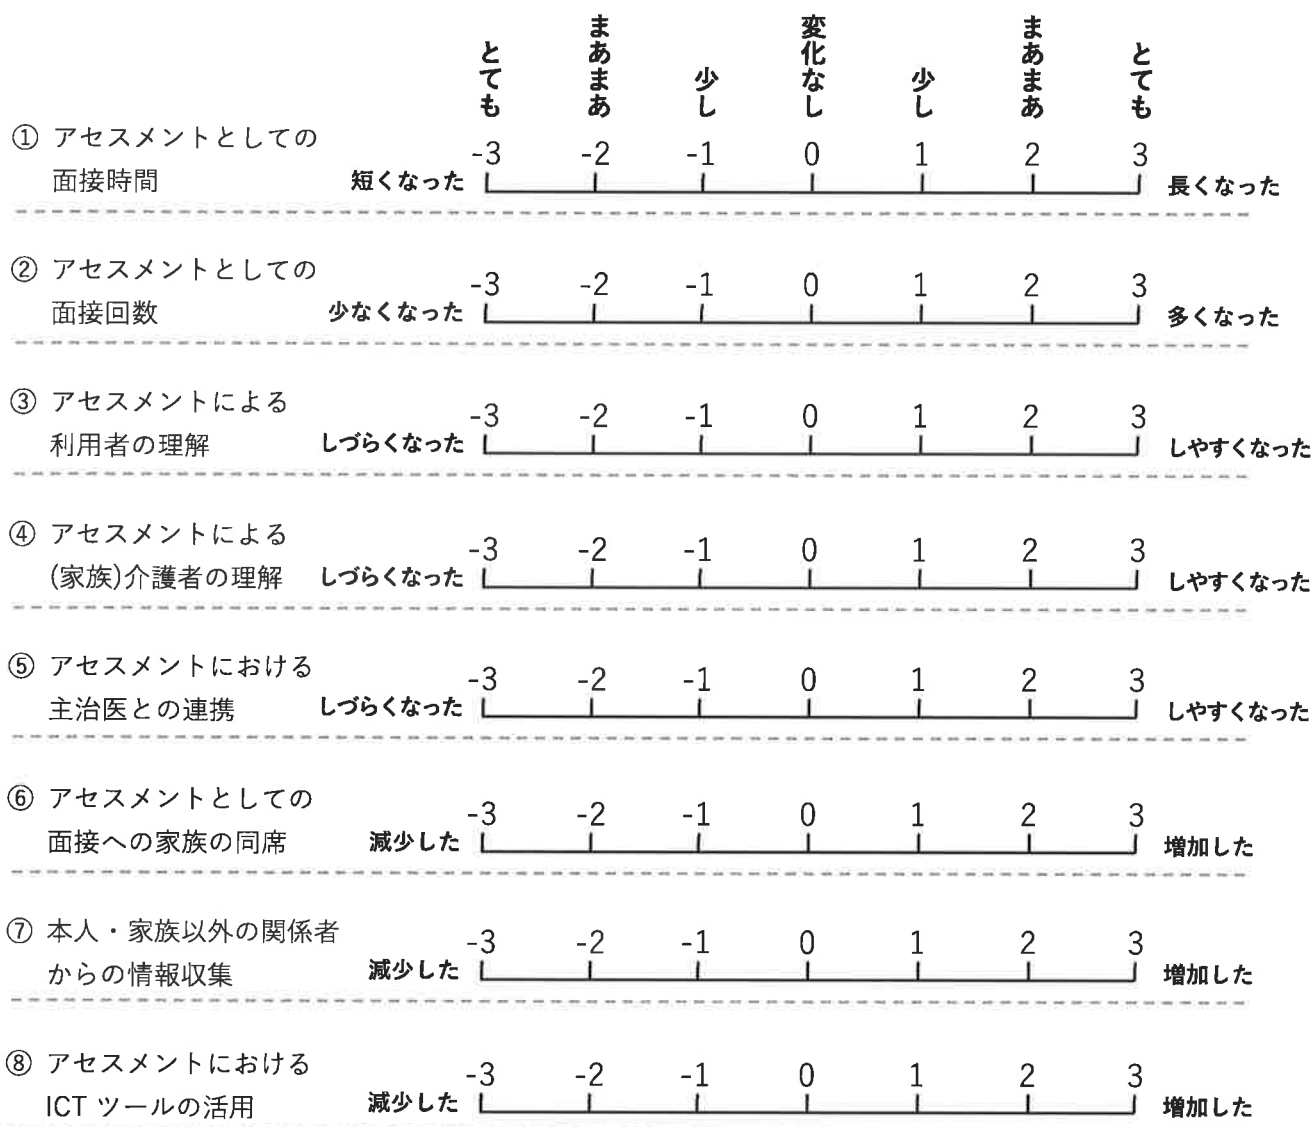 とても まあまあ 少し 変化なし 少し まあまあ とても
① アセスメントとしての
面接時間
短くなった -3 -2 -1 0 1 2 3 長くなった
② アセスメントとしての
面接回数
少なくなった -3 -2 -1 0 1 2 3 多くなった
③ アセスメントによる
利用者の理解
しづらくなった -3 -2 -1 0 1 2 3 しやすくなった
④ アセスメントによる
(家族)介護者の理解
しづらくなった -3 -2 -1 0 1 2 3 しやすくなった
⑤ アセスメントにおける
主治医との連携
しづらくなった -3 -2 -1 0 1 2 3 しやすくなった
⑥ アセスメントとしての
面接への家族の同席
減少した -3 -2 -1 0 1 2 3 増加した
⑦ 本人・家族以外の関係者
からの情報収集
減少した -3 -2 -1 0 1 2 3 増加した
⑧ アセスメントにおける
ICT ツールの活用
減少した -3 -2 -1 0 1 2 3 増加した